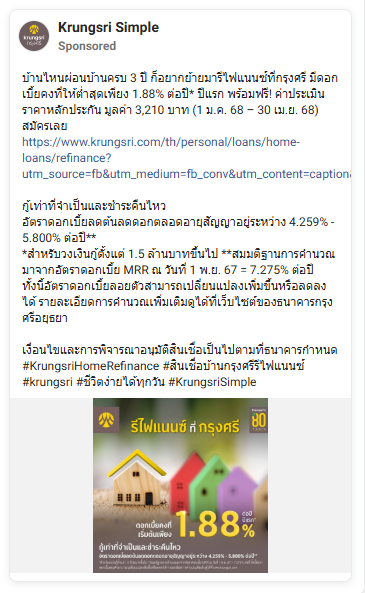 Krungsri Simple
Sponsored
krungsri
กรุงศรี
บ้านไหนผ่อนบ้านครบ 3 ปี ก็อยากย้ายมารีไฟแนนซ์ที่กรุงศรี มีดอก
เบี้ยคงที่ให้ต่ำสุดเพียง 1.88% ต่อปี* ปีแรก พร้อมฟรี! ค่าประเมิน
ราคาหลักประกัน มูลค่า 3,210 บาท (1 ม.ค. 68 – 30 เม.ย. 68)
สมัครเลย
https://www.krungsri.com/th/personal/loans/home-
loans/refinance?
utm_source=fb&utm_medium=fb_conv&utm_content=caption&
กู้เท่าที่จำเป็นและชำระคืนไหว
อัตราดอกเบี้ยลดต้นลดดอกตลอดอายุสัญญาอยู่ระหว่าง 4.259% -
5.800% ต่อปี**
*สำหรับวงเงินกู้ตั้งแต่ 1.5 ล้านบาทขึ้นไป **สมมติฐานการคำนวณ
มาจากอัตราดอกเบี้ย MRR ณ วันที่ 1 พ.ย. 67 = 7.275% ต่อปี
ทั้งนี้อัตราดอกเบี้ยลอยตัวสามารถเปลี่ยนแปลงเพิ่มขึ้นหรือลดลง
ได้ รายละเอียดการคำนวณเพิ่มเติมดูได้ที่เว็บไซต์ของธนาคารกรุง
ศรีอยุธยา
เงื่อนไขและการพิจารณาอนุมัติสินเชื่อเป็นไปตามที่ธนาคารกำหนด
#KrungsriHomeRefinance #สินเชื่อบ้านกรุงศรีรีไฟแนนซ์
#krungsri #ชีวิตง่ายได้ทุกวัน #KrungsriSimple
รีไฟแนนซ์ ที่ กรุงศรี
80
ดอกเบี้ยคงที่
เริ่มต้นเพียง
1.88%
ต่อปี
ปีแรก*
กู้เท่าที่จำเป็นและชำระคืนไหว
อัตราดอกเบี้ยลดต้นลดดอกตลอดอายุสัญญาอยู่ระหว่าง 4.259% - 5.800% ต่อปี**